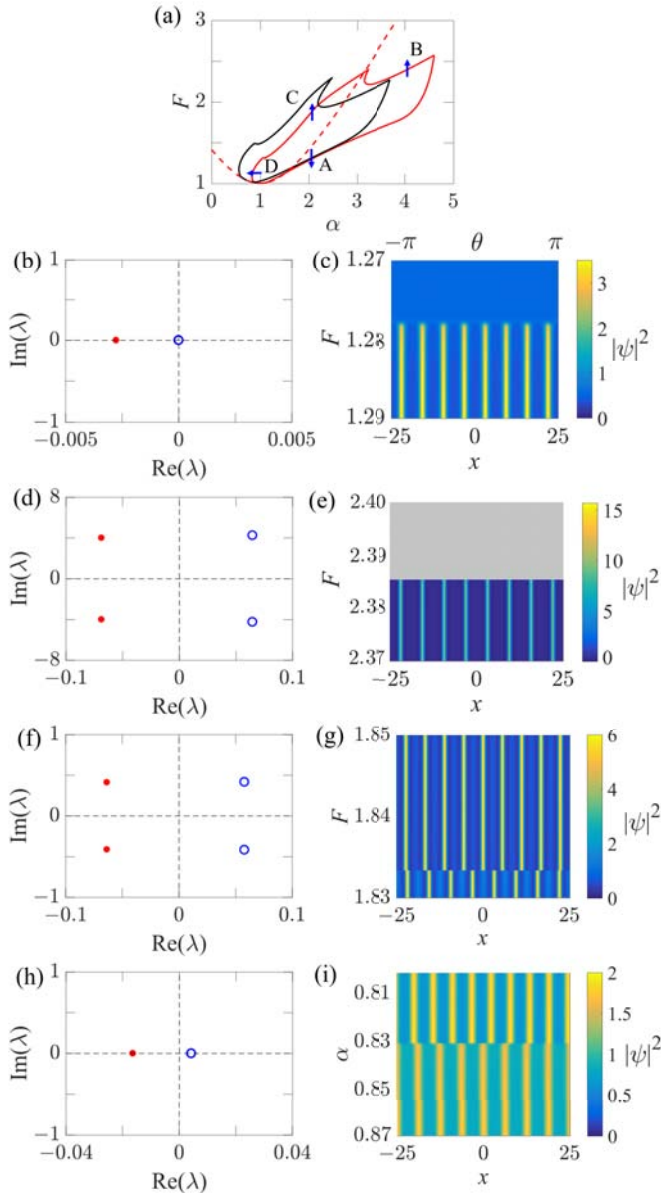 (a)
3
2
1
F
A
B
C
D
0 1 2 3 4 5
α
(b)
1
0
−1
Im(λ)
−0.005 0 0.005
Re(λ)
(c)
−π θ π
1.27
1.28
1.29
F
−25 0 25
x
3
2
1
0
|ψ|²
(d)
8
0
−8
Im(λ)
−0.1 0 0.1
Re(λ)
(e)
2.40
2.39
2.38
2.37
F
−25 0 25
x
15
10
5
0
|ψ|²
(f)
1
0
−1
Im(λ)
−0.1 0 0.1
Re(λ)
(g)
1.85
1.84
1.83
F
−25 0 25
x
6
4
2
0
|ψ|²
(h)
1
0
−1
Im(λ)
−0.04 0 0.04
Re(λ)
(i)
0.81
0.83
0.85
0.87
α
−25 0 25
x
2
1.5
1
0.5
0
|ψ|²